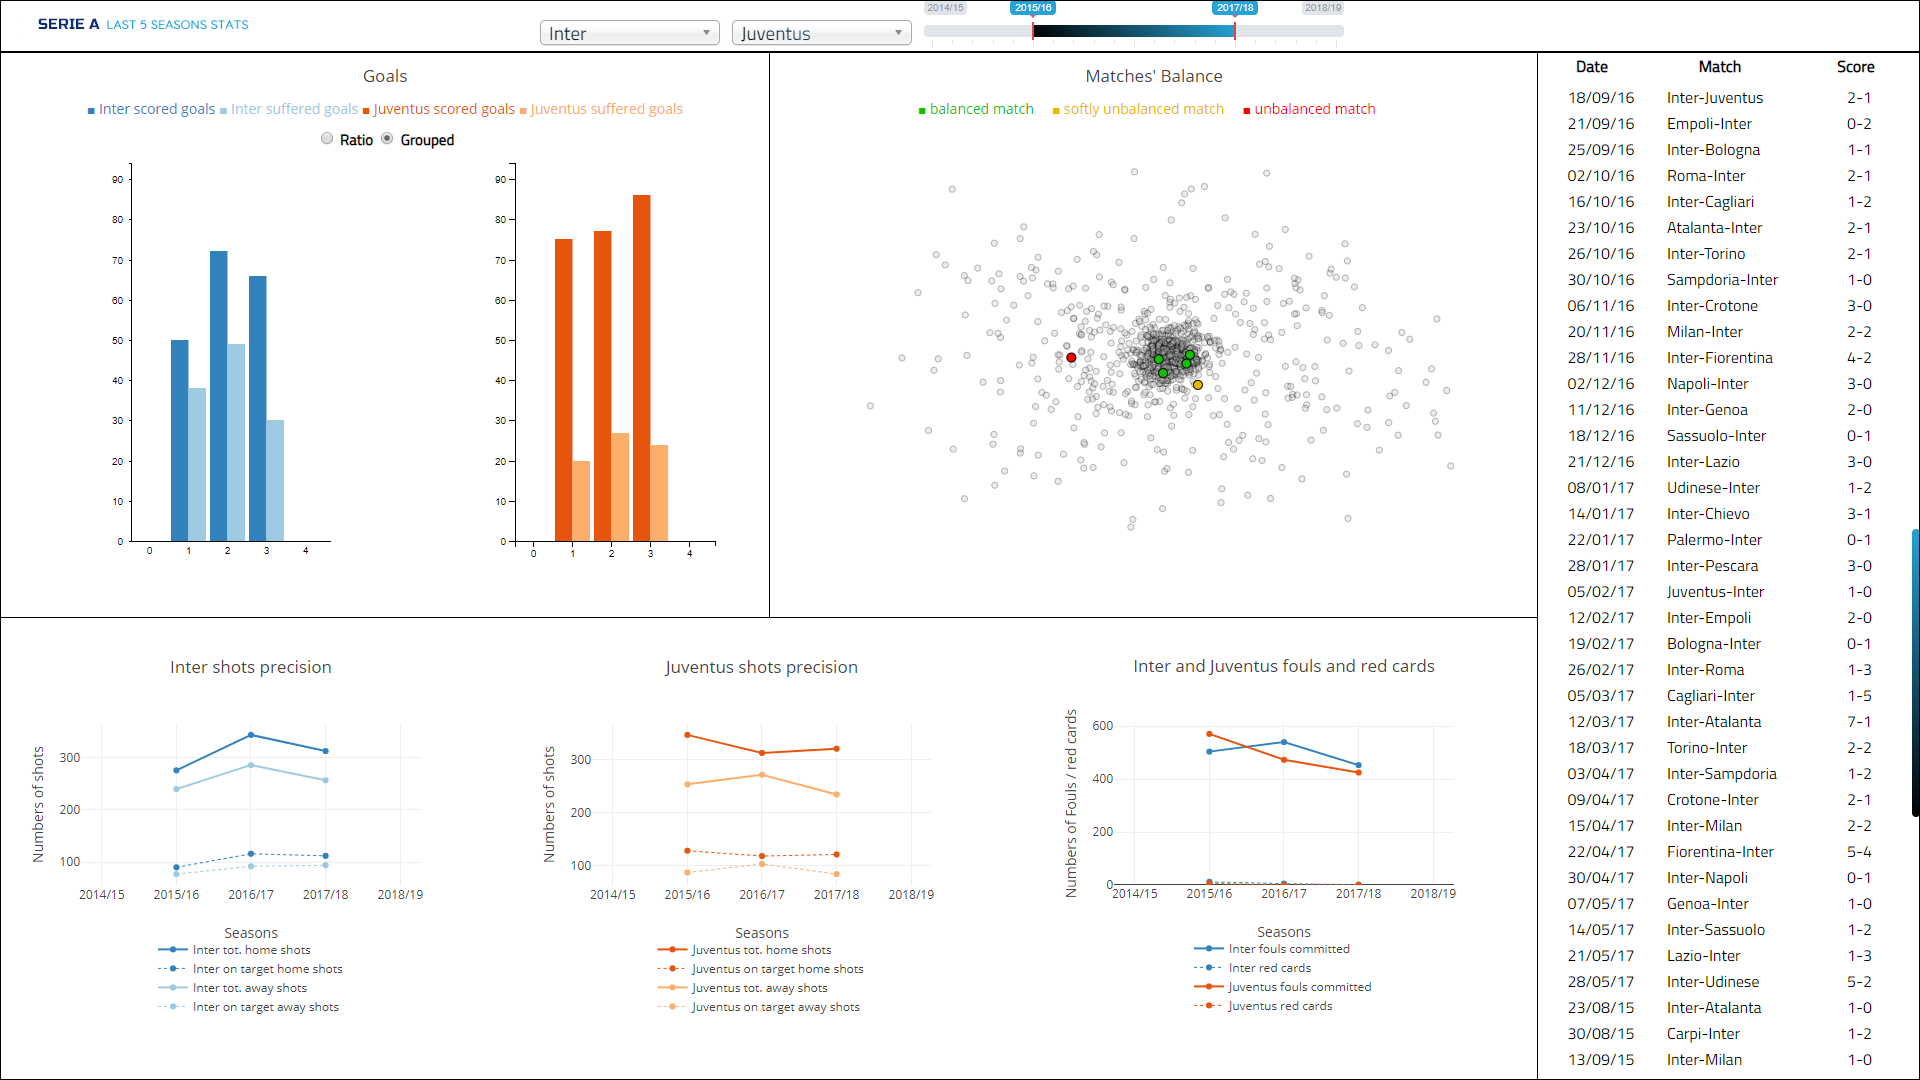 SERIE A LAST 5 SEASONS STATS
Inter
Juventus
2014/15 2015/16 2017/18 2018/19
Goals
Inter scored goals Inter suffered goals Juventus scored goals Juventus suffered goals
Ratio Grouped
90
80
70
60
50
40
30
20
10
0
0 1 2 3 4
90
80
70
60
50
40
30
20
10
0
0 1 2 3 4
Matches' Balance
balanced match softly unbalanced match unbalanced match
Inter shots precision
Numbers of shots
300
200
100
2014/15 2015/16 2016/17 2017/18 2018/19
Seasons
Inter tot. home shots
Inter on target home shots
Inter tot. away shots
Inter on target away shots
Juventus shots precision
Numbers of shots
300
200
100
2014/15 2015/16 2016/17 2017/18 2018/19
Seasons
Juventus tot. home shots
Juventus on target home shots
Juventus tot. away shots
Juventus on target away shots
Inter and Juventus fouls and red cards
Numbers of Fouls / red cards
600
400
200
0
2014/15 2015/16 2016/17 2017/18 2018/19
Seasons
Inter fouls committed
Inter red cards
Juventus fouls committed
Juventus red cards
Date Match Score
18/09/16 Inter-Juventus 2-1
21/09/16 Empoli-Inter 0-2
25/09/16 Inter-Bologna 1-1
02/10/16 Roma-Inter 2-1
16/10/16 Inter-Cagliari 1-2
23/10/16 Atalanta-Inter 2-1
26/10/16 Inter-Torino 2-1
30/10/16 Sampdoria-Inter 1-0
06/11/16 Inter-Crotone 3-0
20/11/16 Milan-Inter 2-2
28/11/16 Inter-Fiorentina 4-2
02/12/16 Napoli-Inter 3-0
11/12/16 Inter-Genoa 2-0
18/12/16 Sassuolo-Inter 0-1
21/12/16 Inter-Lazio 3-0
08/01/17 Udinese-Inter 1-2
14/01/17 Inter-Chievo 3-1
22/01/17 Palermo-Inter 0-1
28/01/17 Inter-Pescara 3-0
05/02/17 Juventus-Inter 1-0
12/02/17 Inter-Empoli 2-0
19/02/17 Bologna-Inter 0-1
26/02/17 Inter-Roma 1-3
05/03/17 Cagliari-Inter 1-5
12/03/17 Inter-Atalanta 7-1
18/03/17 Torino-Inter 2-2
03/04/17 Inter-Sampdoria 1-2
09/04/17 Crotone-Inter 2-1
15/04/17 Inter-Milan 2-2
22/04/17 Fiorentina-Inter 5-4
30/04/17 Inter-Napoli 0-1
07/05/17 Genoa-Inter 1-0
14/05/17 Inter-Sassuolo 1-2
21/05/17 Lazio-Inter 1-3
28/05/17 Inter-Udinese 5-2
23/08/15 Inter-Atalanta 1-0
30/08/15 Carpi-Inter 1-2
13/09/15 Inter-Milan 1-0